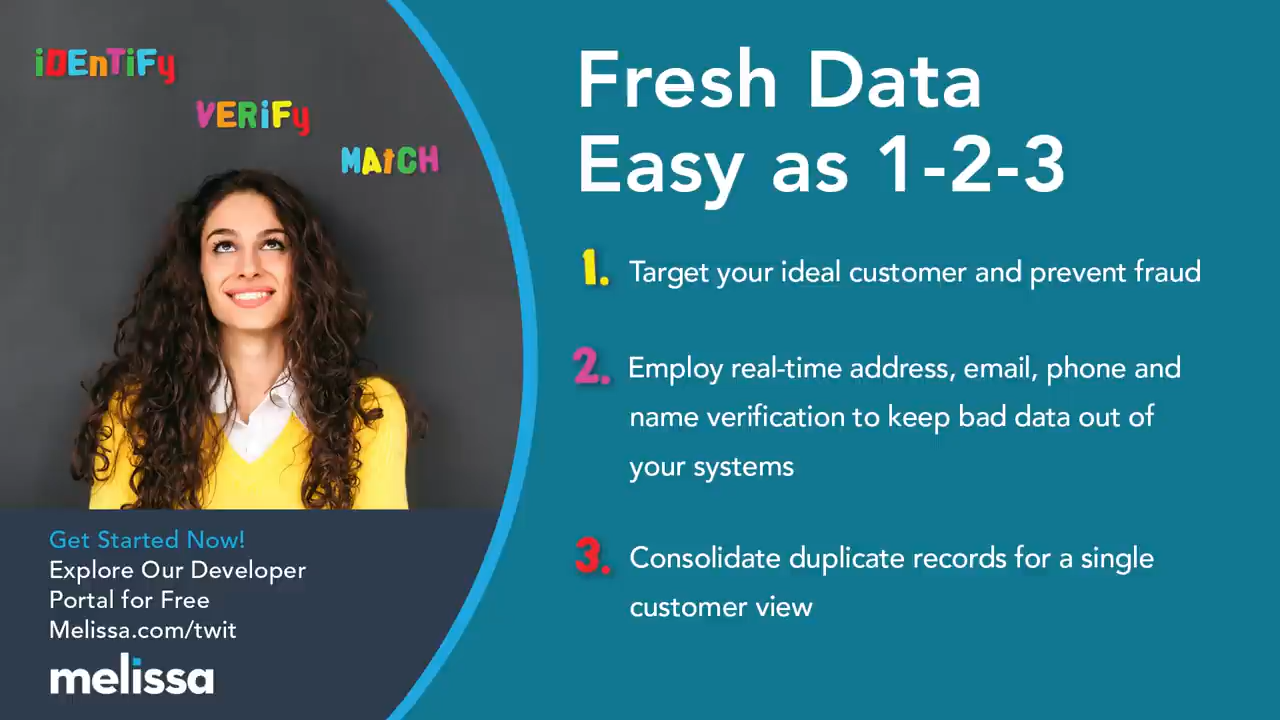 iDEnTiFy
VERiFy
MAtCH
Fresh Data
Easy as 1-2-3
1. Target your ideal customer and prevent fraud
2. Employ real-time address, email, phone and
name verification to keep bad data out of
your systems
3. Consolidate duplicate records for a single
customer view
Get Started Now!
Explore Our Developer
Portal for Free
Melissa.com/twit
melissa